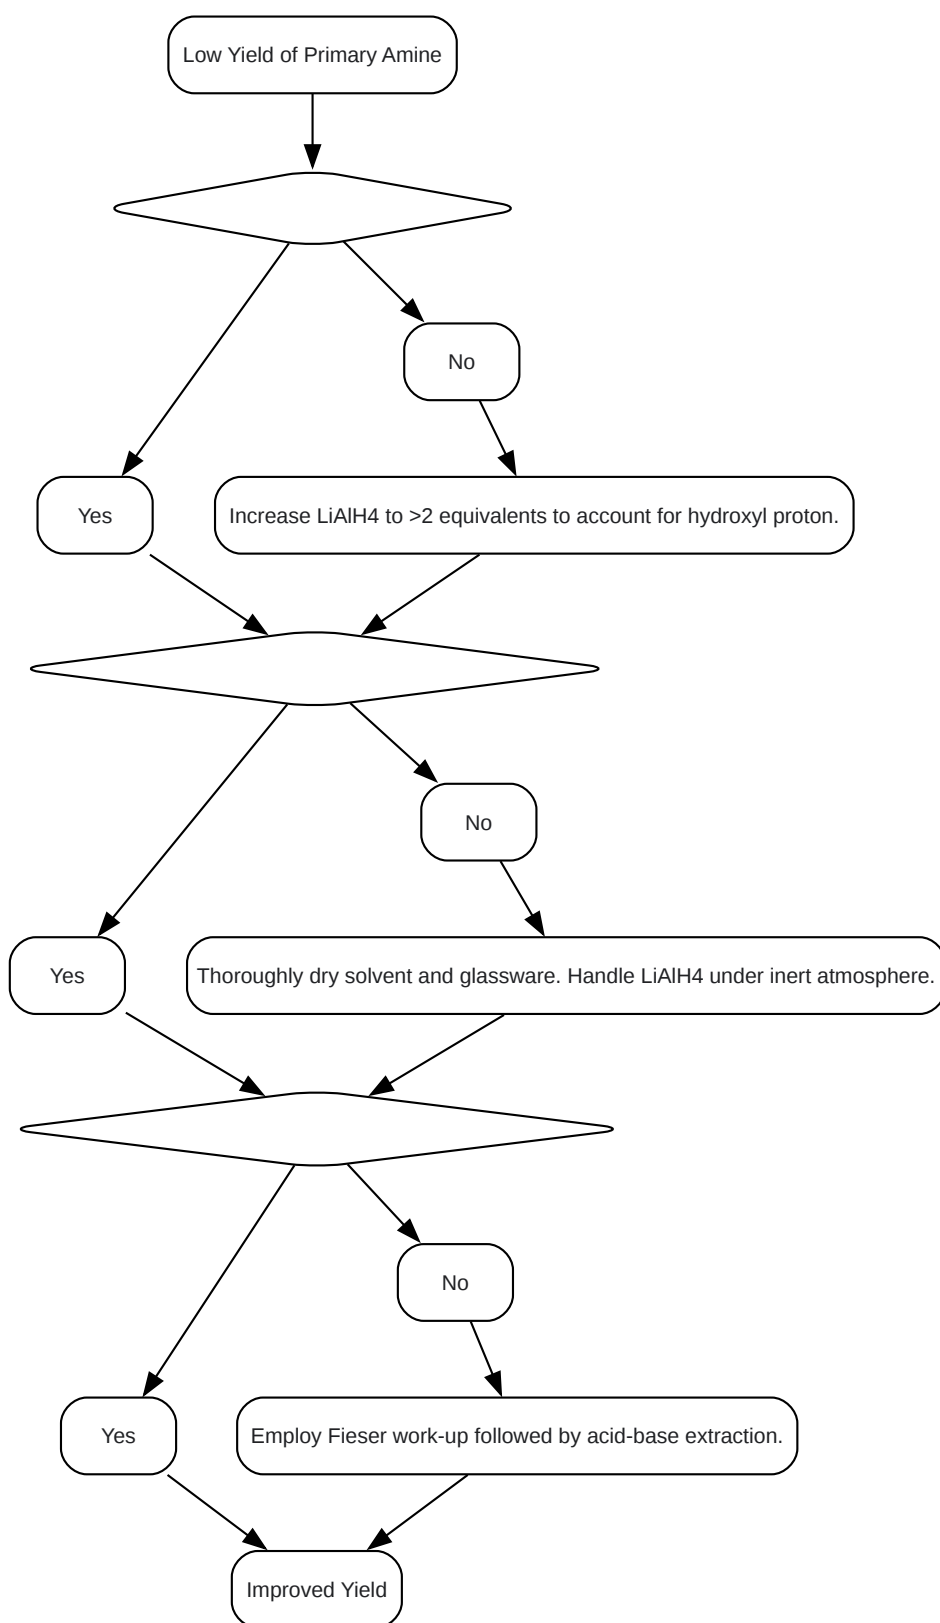 Low Yield of Primary Amine
No
Yes
Increase LiAlH4 to >2 equivalents to account for hydroxyl proton.
No
Yes
Thoroughly dry solvent and glassware. Handle LiAlH4 under inert atmosphere.
No
Yes
Employ Fieser work-up followed by acid-base extraction.
Improved Yield